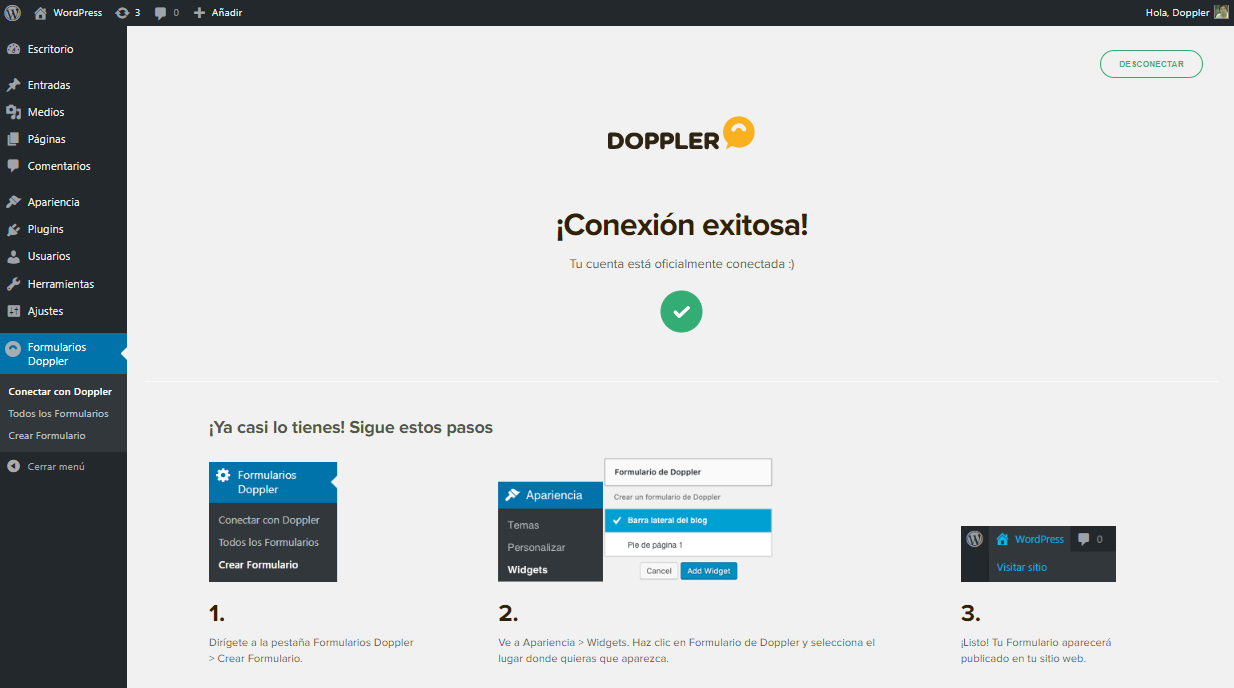 WordPress 3 0 Añadir Hola, Doppler
Escritorio
Entradas
Medios
Páginas
Comentarios
Apariencia
Plugins
Usuarios
Herramientas
Ajustes
Formularios
Doppler
Conectar con Doppler
Todos los Formularios
Crear Formulario
Cerrar menú
DESCONECTAR
DOPPLER
¡Conexión exitosa!
Tu cuenta está oficialmente conectada :)
¡Ya casi lo tienes! Sigue estos pasos
Formularios
Doppler
Conectar con Doppler
Todos los Formularios
Crear Formulario
1.
Dirígete a la pestaña Formularios Doppler
> Crear Formulario.
Apariencia
Temas
Personalizar
Widgets
Formulario de Doppler
Crear un formulario de Doppler
Barra lateral del blog
Pie de página 1
Cancel Add Widget
2.
Ve a Apariencia > Widgets. Haz clic en Formulario de Doppler y selecciona el
lugar donde quieras que aparezca.
WordPress 0
Visitar sitio
3.
¡Listo! Tu Formulario aparecerá
publicado en tu sitio web.